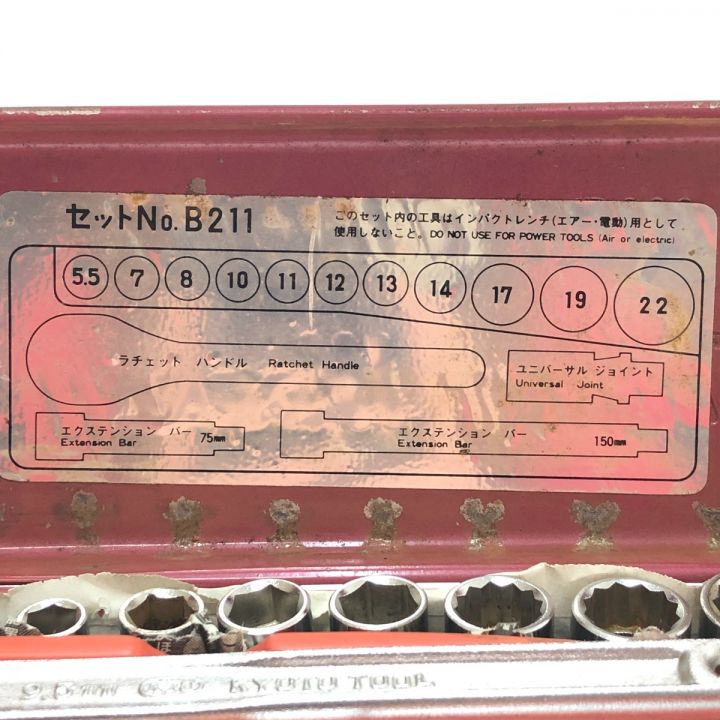 セットNo.B211
このセット内の工具はインパクトレンチ(エアー・電動)用として
使用しないこと。DO NOT USE FOR POWER TOOLS (Air or electric)
5.5 7 8 10 11 12 13 14 17 19 22
ラチェット ハンドル Ratchet Handle
ユニバーサル ジョイント
Universal Joint
エクステンション バー 75mm
Extension Bar
エクステンション バー 150mm
Extension Bar
KYOTO TOOL